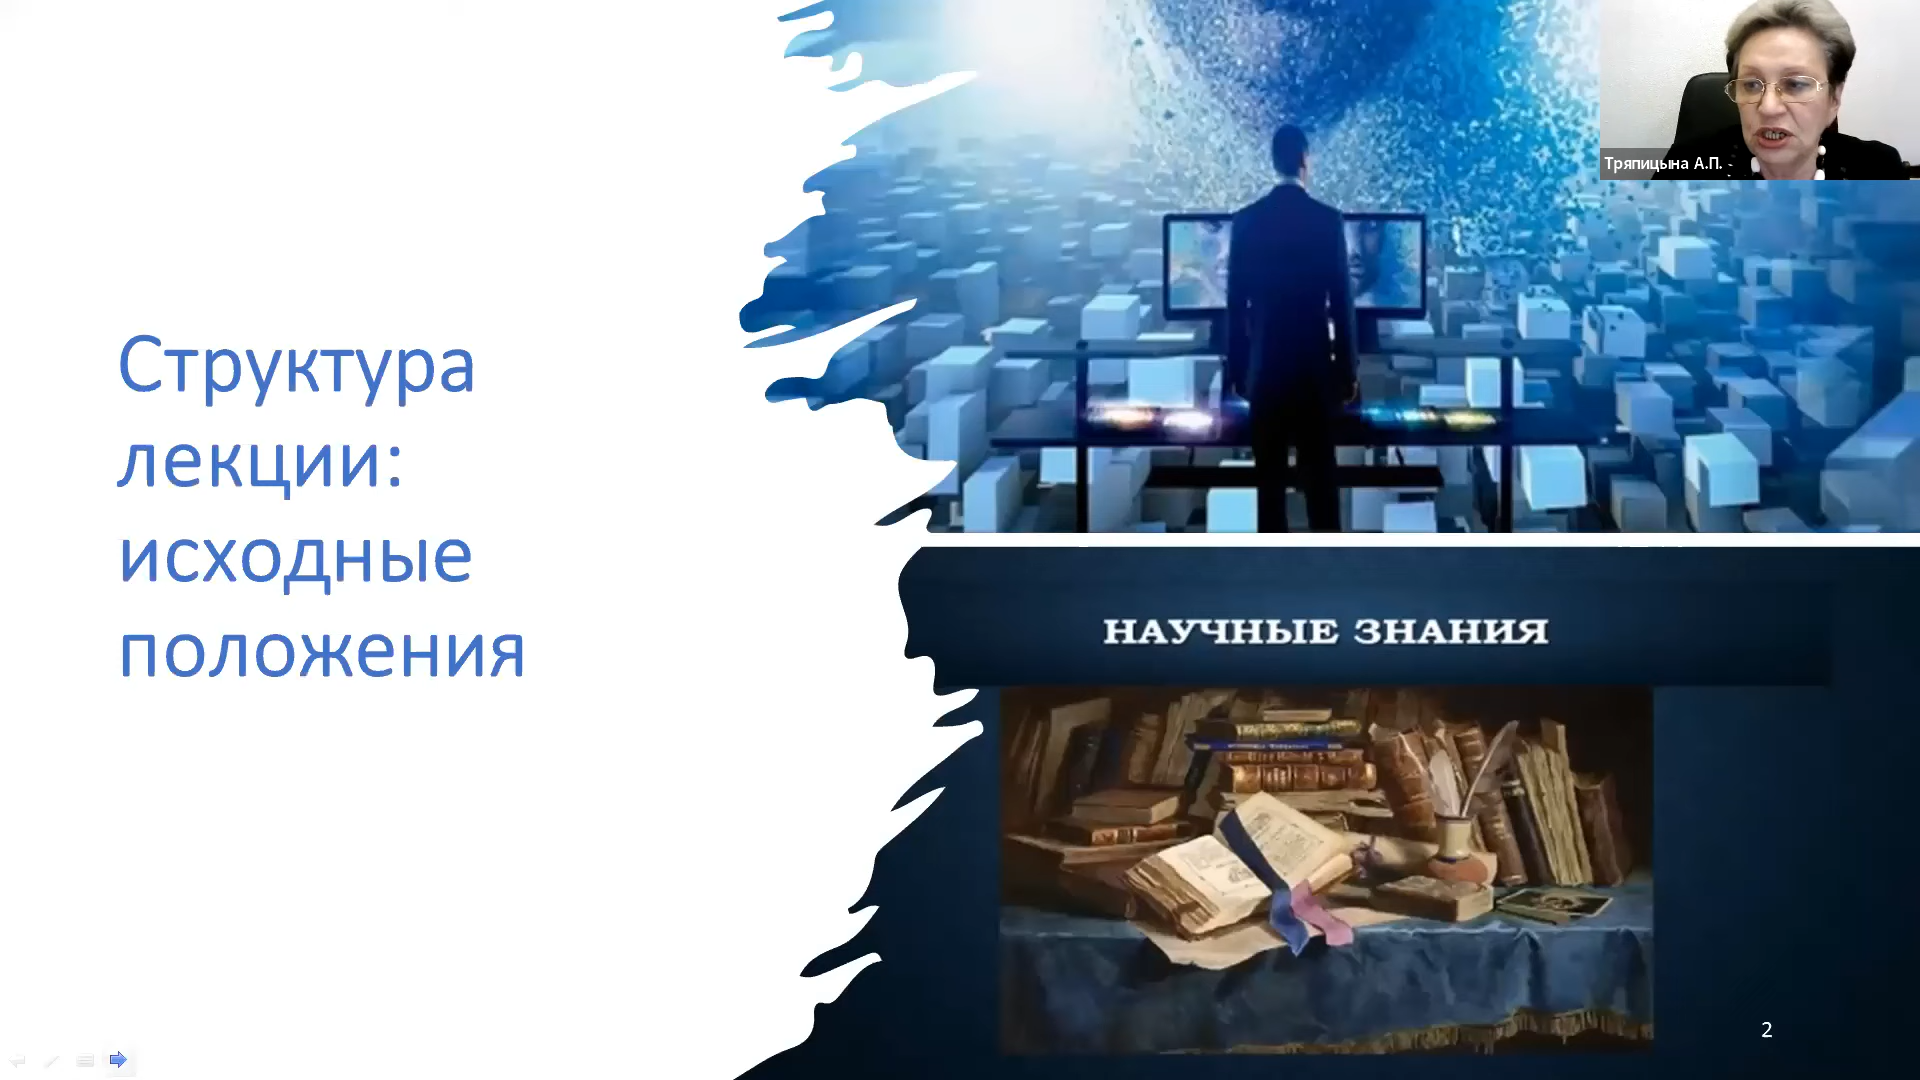 Структура
лекции:
исходные
положения
Тряпицына А.П.
НАУЧНЫЕ ЗНАНИЯ
2